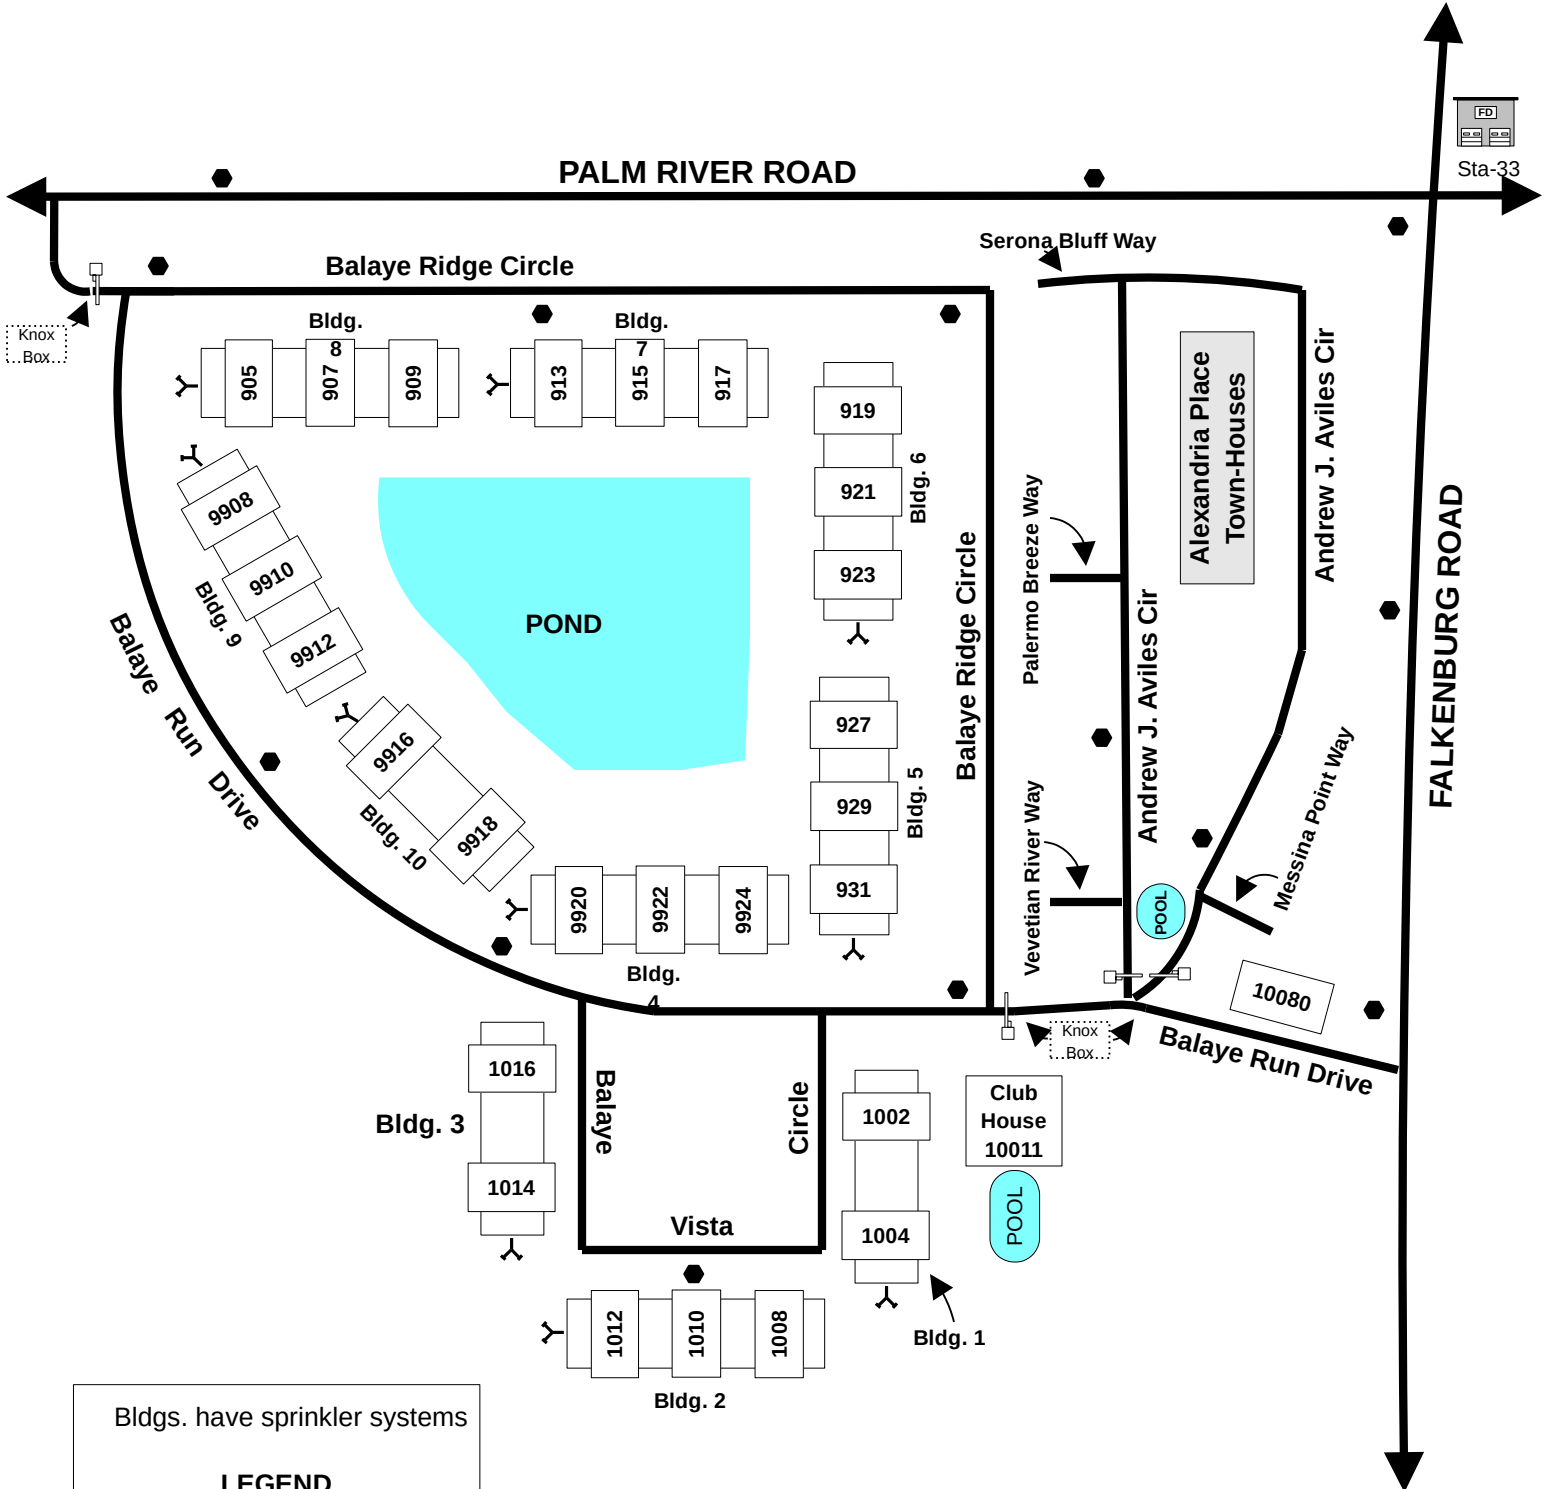 FD
Sta-33
PALM RIVER ROAD
Serona Bluff Way
Balaye Ridge Circle
Knox
Box
Bldg.
8
905
907
909
Bldg.
7
913
915
917
919
921
923
Bldg. 6
Alexandria Place
Town-Houses
Andrew J. Aviles Cir
Palermo Breeze Way
FALKENBURG ROAD
9908
9910
9912
Bldg. 9
POND
Balaye Ridge Circle
Andrew J. Aviles Cir
Balaye Run Drive
927
929
931
Bldg. 5
9916
9918
Bldg. 10
Messina Point Way
Vevetian River Way
POOL
9920
9922
9924
Bldg.
4
10080
Knox
Box
Balaye Run Drive
1016
1014
Bldg. 3
Balaye
Circle
Vista
1002
1004
Club
House
10011
POOL
Bldg. 1
1012
1010
1008
Bldg. 2
Bldgs. have sprinkler systems
LEGEND